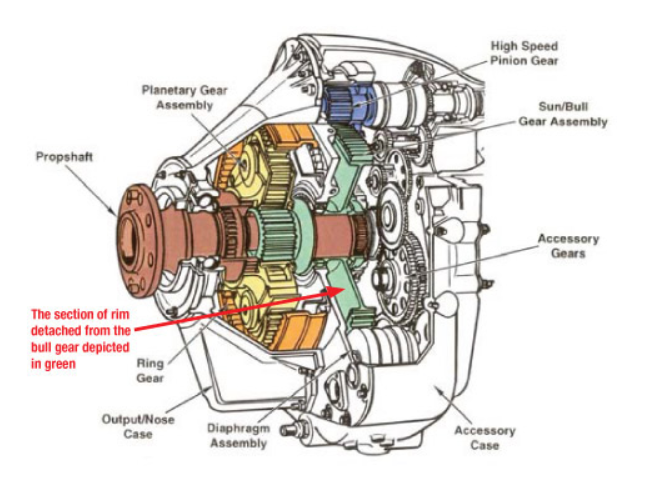 High Speed
Pinion Gear
Planetary Gear
Assembly
Sun/Bull
Gear Assembly
Propshaft
Accessory
Gears
The section of rim
detached from the
bull gear depicted
in green
Ring
Gear
Output/Nose
Case
Diaphragm
Assembly
Accessory
Case